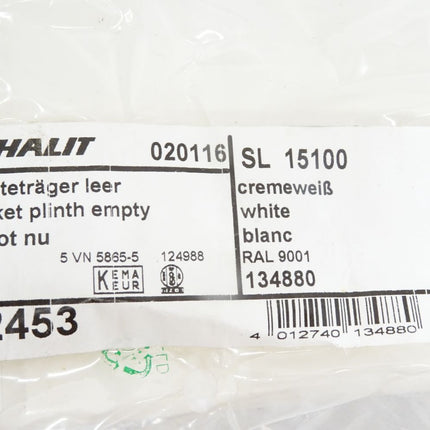 HALIT 020116
teträger leer
ket plinth empty
ot nu
5 VN 5865-5 124988
KEMA
KEUR
2453
SL 15100
cremeweiß
white
blanc
RAL 9001
134880
4 012740 134880